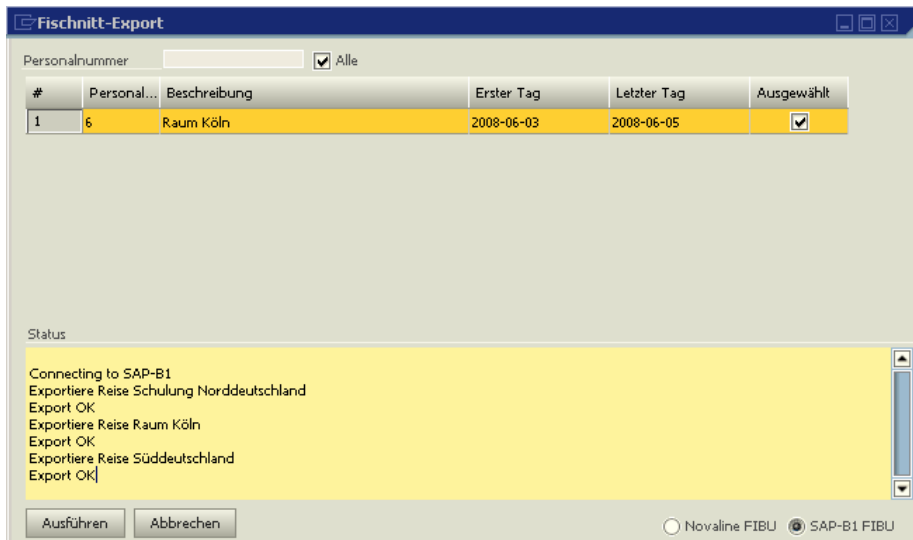 Fischnitt-Export
Personalnummer Alle
# Personal... Beschreibung Erster Tag Letzter Tag Ausgewählt
1 6 Raum Köln 2008-06-03 2008-06-05
Status
Connecting to SAP-B1
Exportiere Reise Schulung Norddeutschland
Export OK
Exportiere Reise Raum Köln
Export OK
Exportiere Reise Süddeutschland
Export OK
Ausführen Abbrechen Novaline FIBU SAP-B1 FIBU